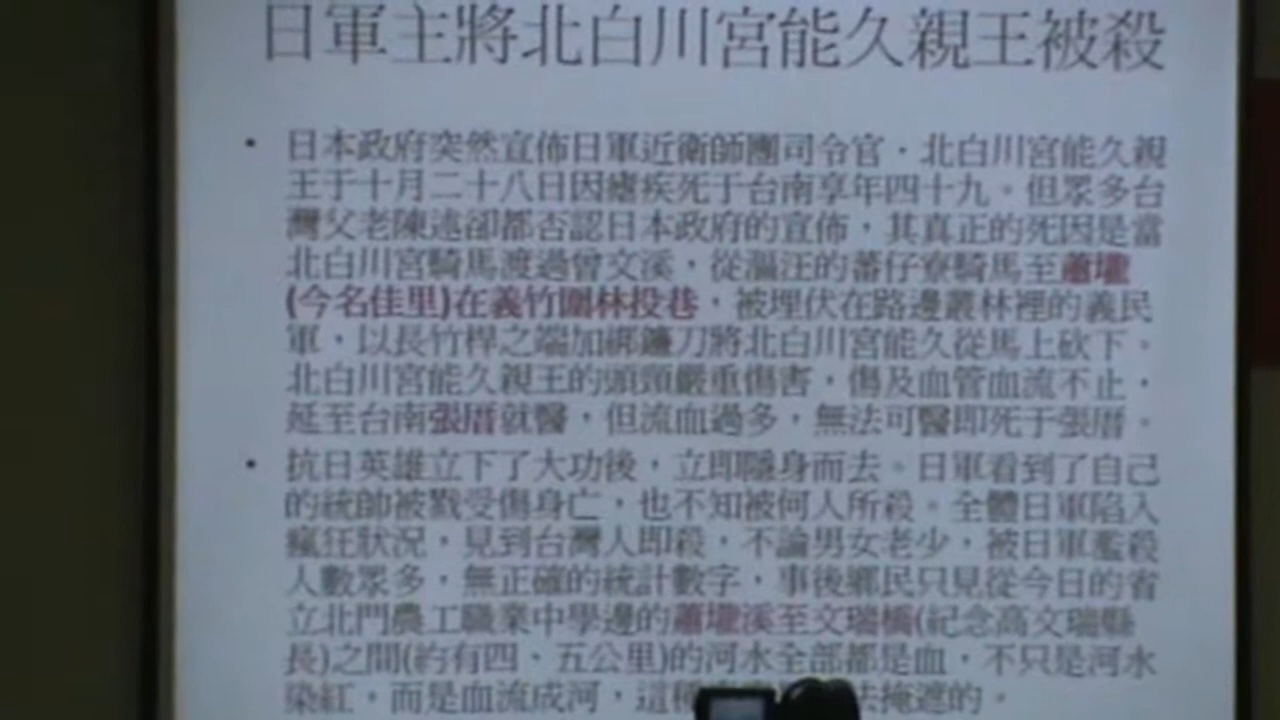 日軍主將北白川宮能久親王被殺
• 日本政府突然宣佈日軍近衛師團司令官，北白川宮能久親
王于十月二十八日因瘧疾死于台南享年四十九。但眾多台
灣父老陳述卻都否認日本政府的宣佈，其真正的死因是當
北白川宮騎馬渡過曾文溪，從漚汪的蕃仔寮騎馬至蕭壠
(今名佳里)在義竹圍林投巷，被埋伏在路邊叢林裡的義民
軍，以長竹桿之端加綁鐮刀將北白川宮能久從馬上砍下。
北白川宮能久親王的頭頸嚴重傷害，傷及血管血流不止，
延至台南張厝就醫，但流血過多，無法可醫即死于張厝。
• 抗日英雄立下了大功後，立即隱身而去。日軍看到了自己
的統帥被戮受傷身亡，也不知被何人所殺。全體日軍陷入
瘋狂狀況，見到台灣人即殺，不論男女老少，被日軍濫殺
人數眾多，無正確的統計數字，事後鄉民只見從今日的省
立北門農工職業中學邊的蕭壠溪至文瑞橋(紀念高文瑞縣
長)之間(約有四、五公里)的河水全部都是血，不只是河水
染紅，而是血流成河，這種 法掩遮的。